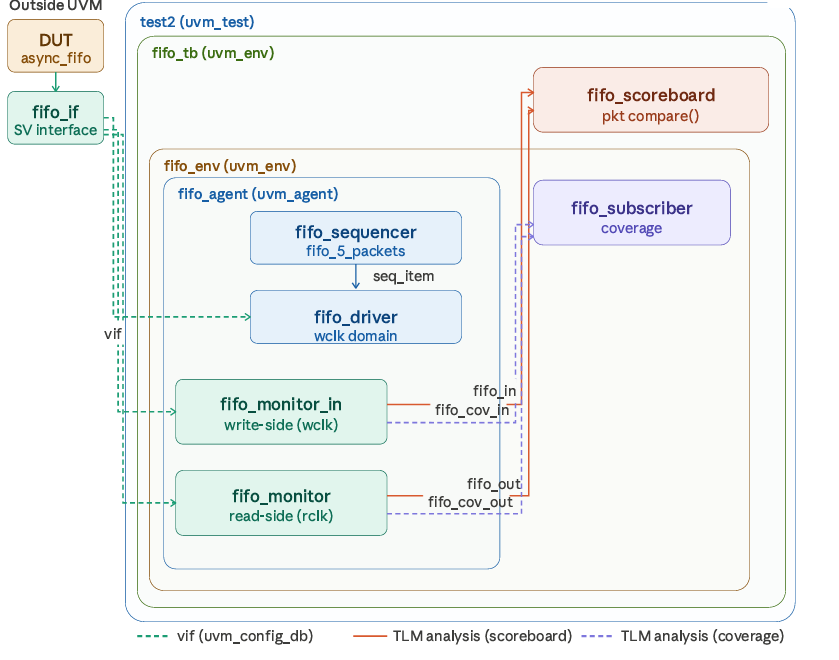 Outside UVM
test2 (uvm_test)
DUT
async_fifo
fifo_tb (uvm_env)
fifo_if
SV interface
fifo_scoreboard
pkt compare()
fifo_env (uvm_env)
fifo_agent (uvm_agent)
fifo_sequencer
fifo_5_packets
fifo_subscriber
coverage
seq_item
fifo_driver
wclk domain
vif
fifo_monitor_in
write-side (wclk)
fifo_in
fifo_cov_in
fifo_monitor
read-side (rclk)
fifo_out
fifo_cov_out
vif (uvm_config_db)
TLM analysis (scoreboard)
TLM analysis (coverage)